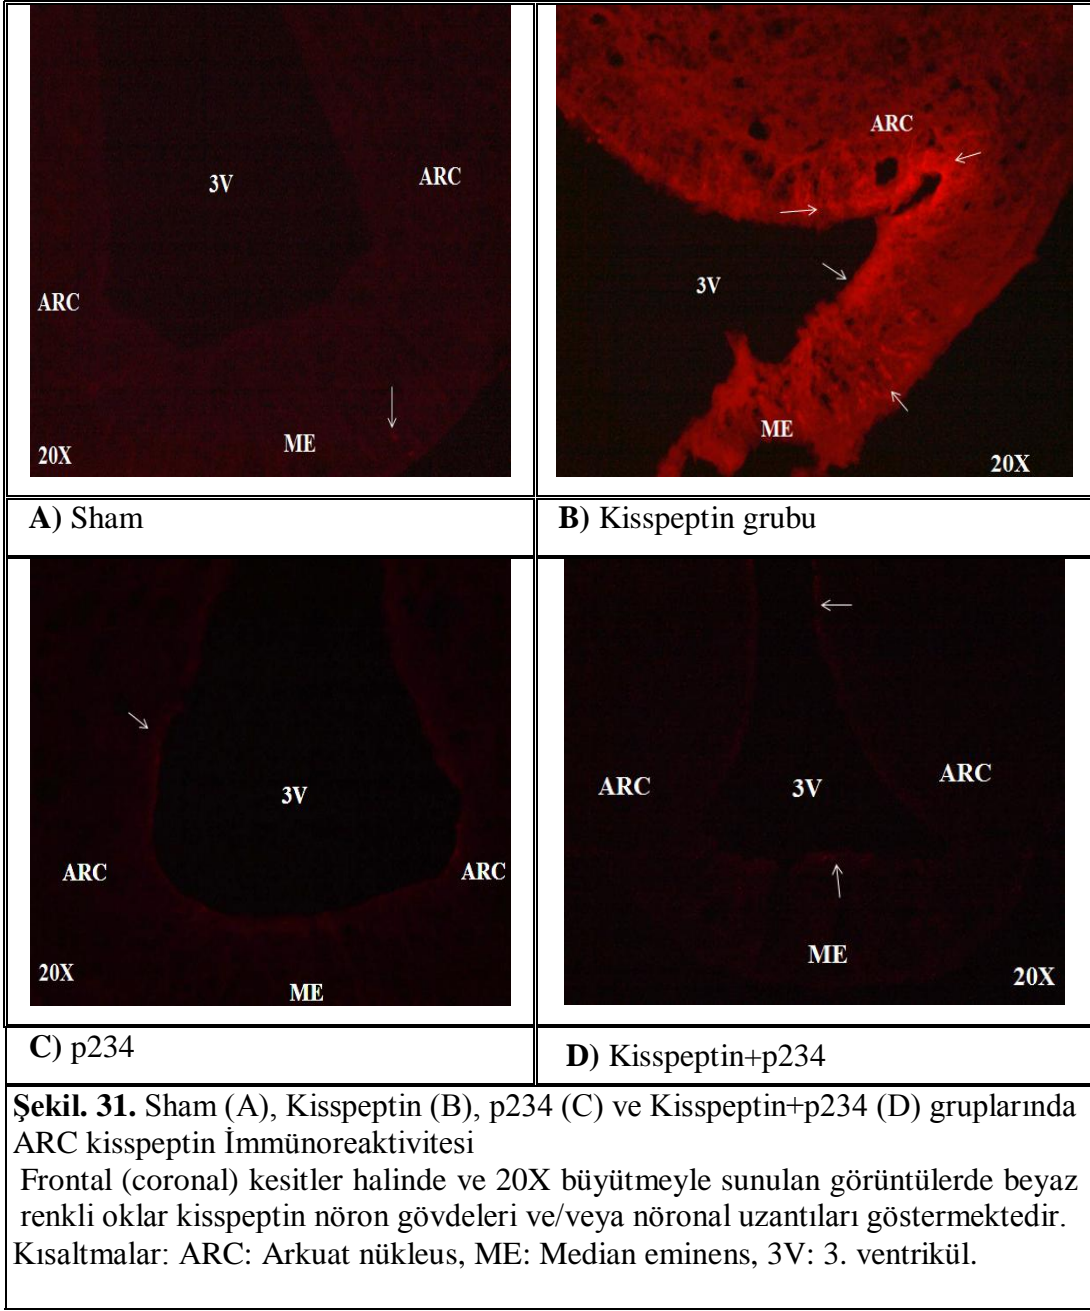 3V
ARC
ARC
ME
20X
ARC
3V
ME
20X
A) Sham
B) Kisspeptin grubu
3V
ARC
ARC
20X
ME
ARC
3V
ARC
ME
20X
C) p234
D) Kisspeptin+p234
Şekil. 31. Sham (A), Kisspeptin (B), p234 (C) ve Kisspeptin+p234 (D) gruplarında
ARC kisspeptin İmmünoreaktivitesi
Frontal (coronal) kesitler halinde ve 20X büyütmeyle sunulan görüntülerde beyaz
renkli oklar kisspeptin nöron gövdeleri ve/veya nöronal uzantıları göstermektedir.
Kısaltmalar: ARC: Arkuat nükleus, ME: Median eminens, 3V: 3. ventrikül.